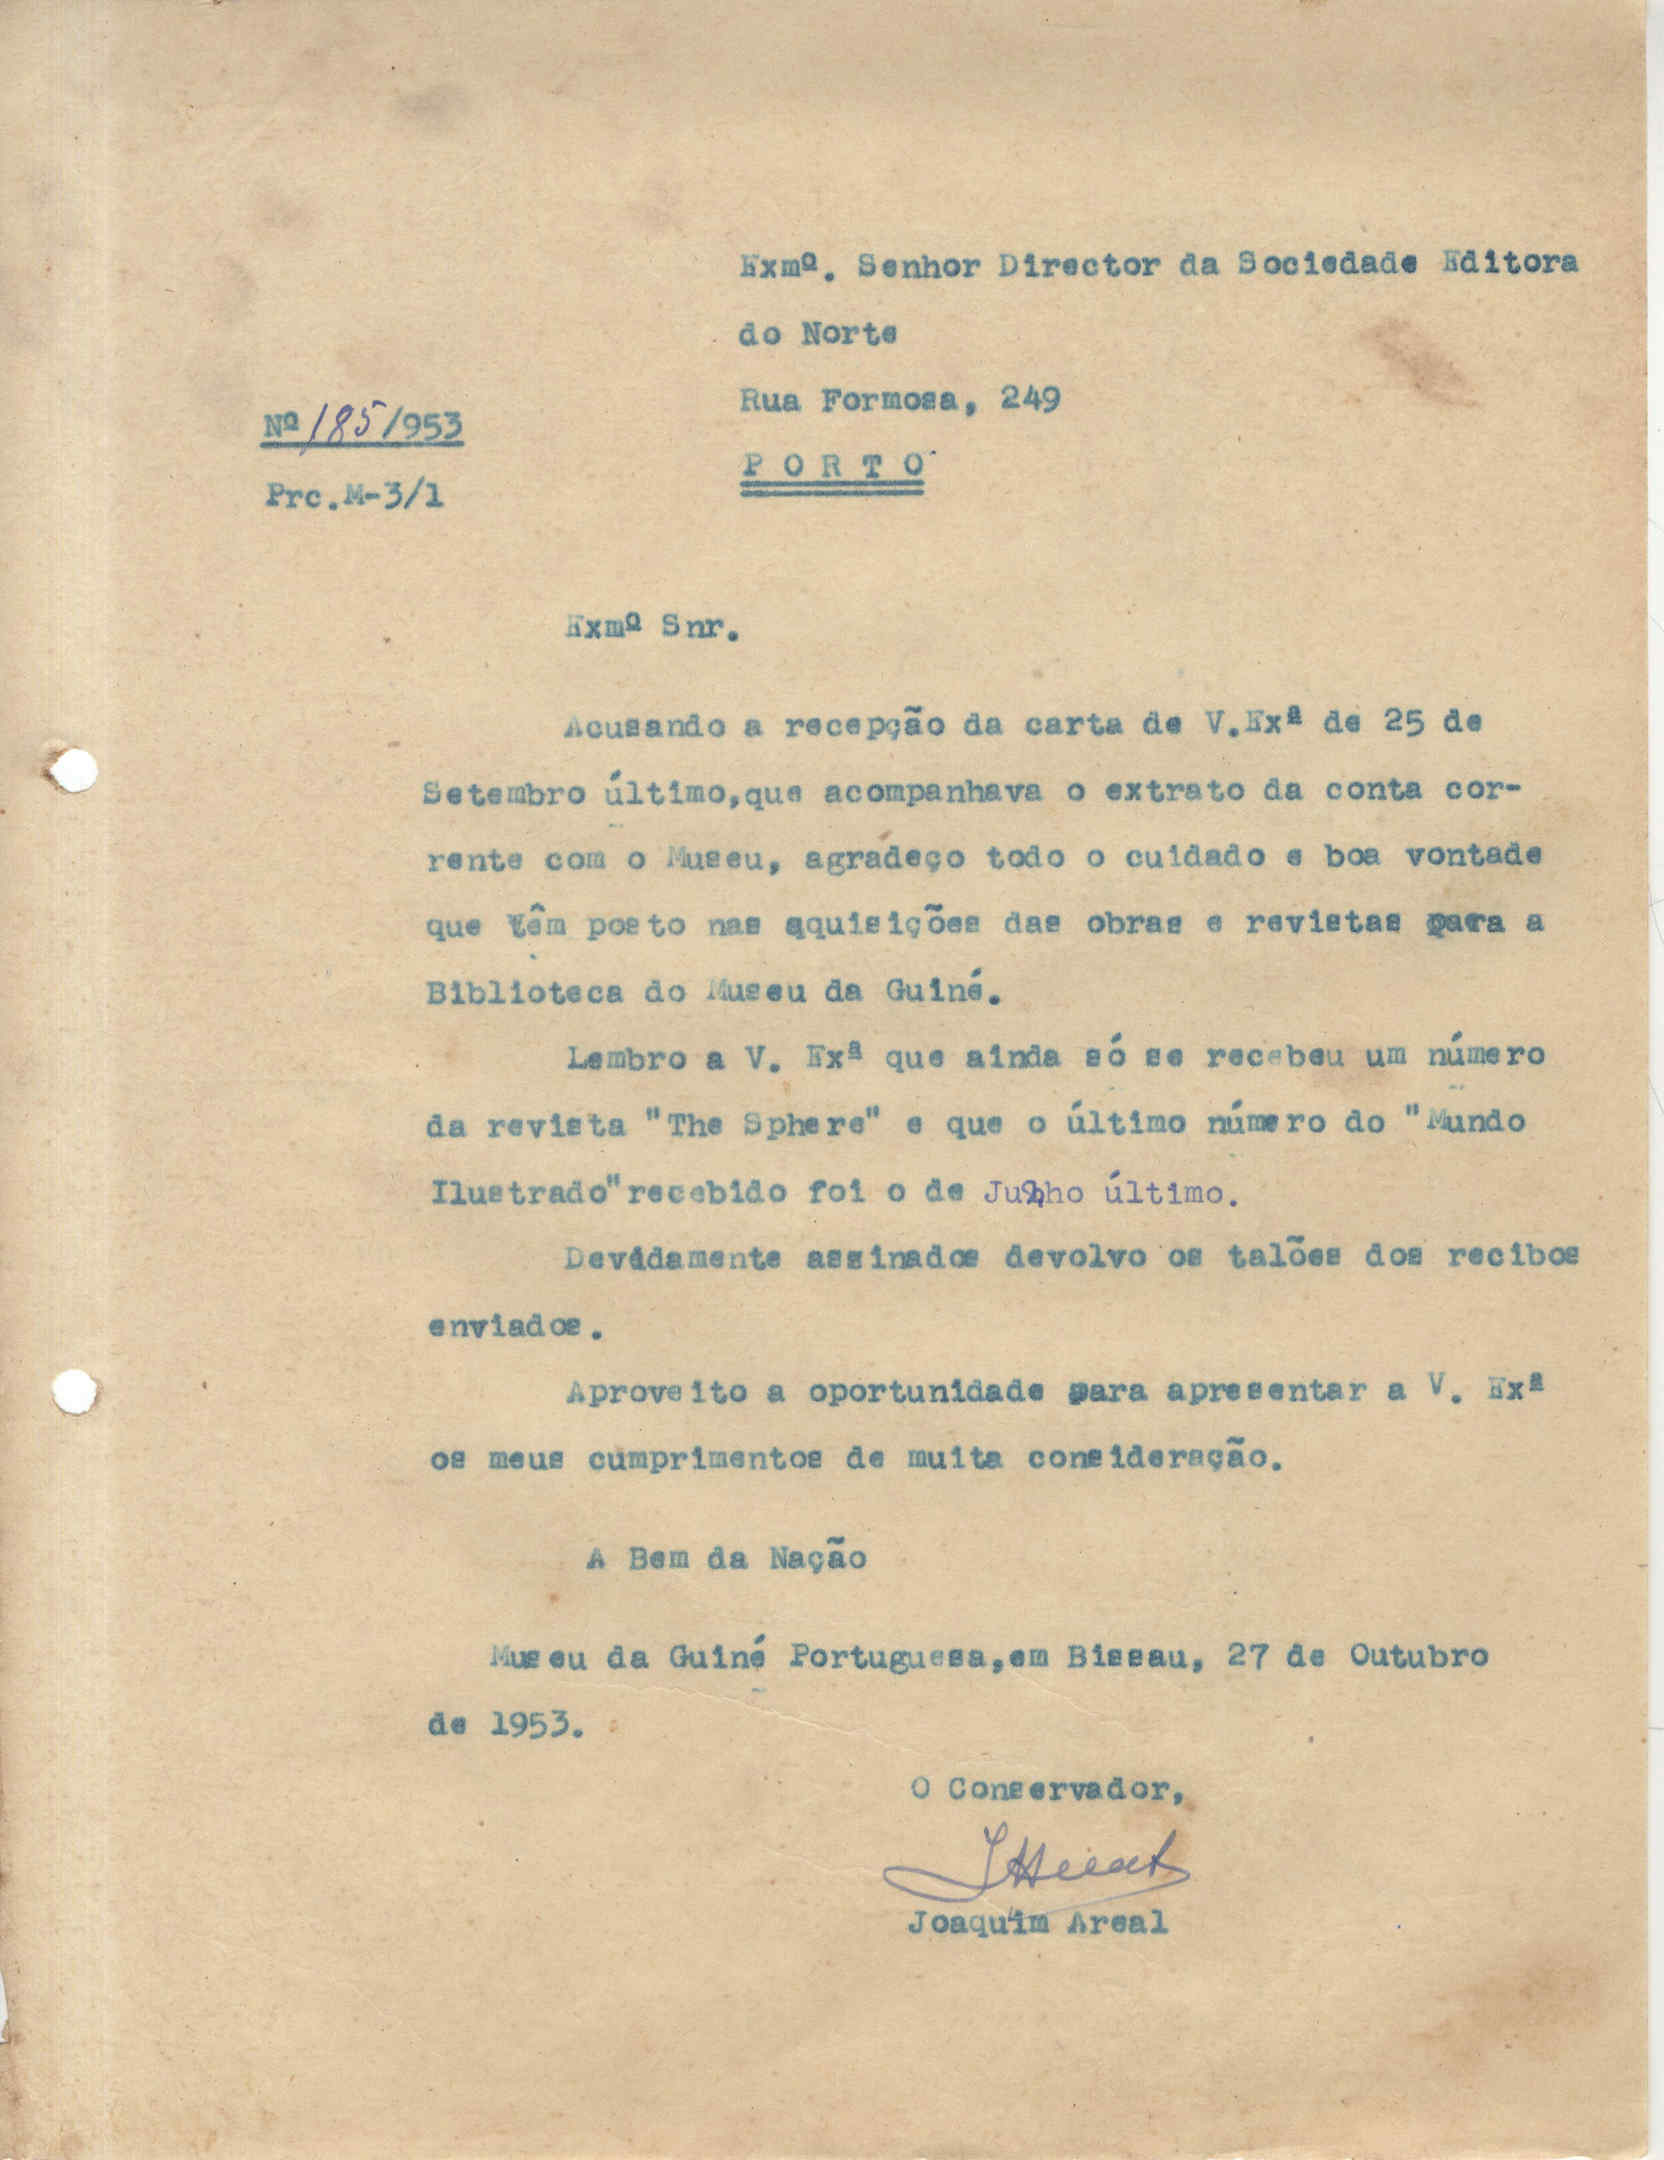 Exmº. Senhor Director da Sociedade Editora
do Norte
Rua Formosa, 249
P O R T O
Nº 185/953
Prc.M-3/1
Exmº Snr.
Acusando a recepção da carta de V.Exª de 25 de
Setembro último,que acompanhava o extrato da conta cor-
rente com o Museu, agradeço todo o cuidado e boa vontade
que têm posto nas aquisições das obras e revistas para a
Biblioteca do Museu da Guiné.
Lembro a V. Exª que ainda só se recebeu um número
da revista "The Sphere" e que o último número do "Mundo
Ilustrado"recebido foi o de último.
Devidamente assinados devolvo os talões dos recibos
enviados.
Aproveito a oportunidade para apresentar a V. Exª
os meus cumprimentos de muita consideração.
A Bem da Nação
Museu da Guiné Portuguesa,em Bissau, 27 de Outubro
de 1953.
O Conservador,
Joaquim Areal